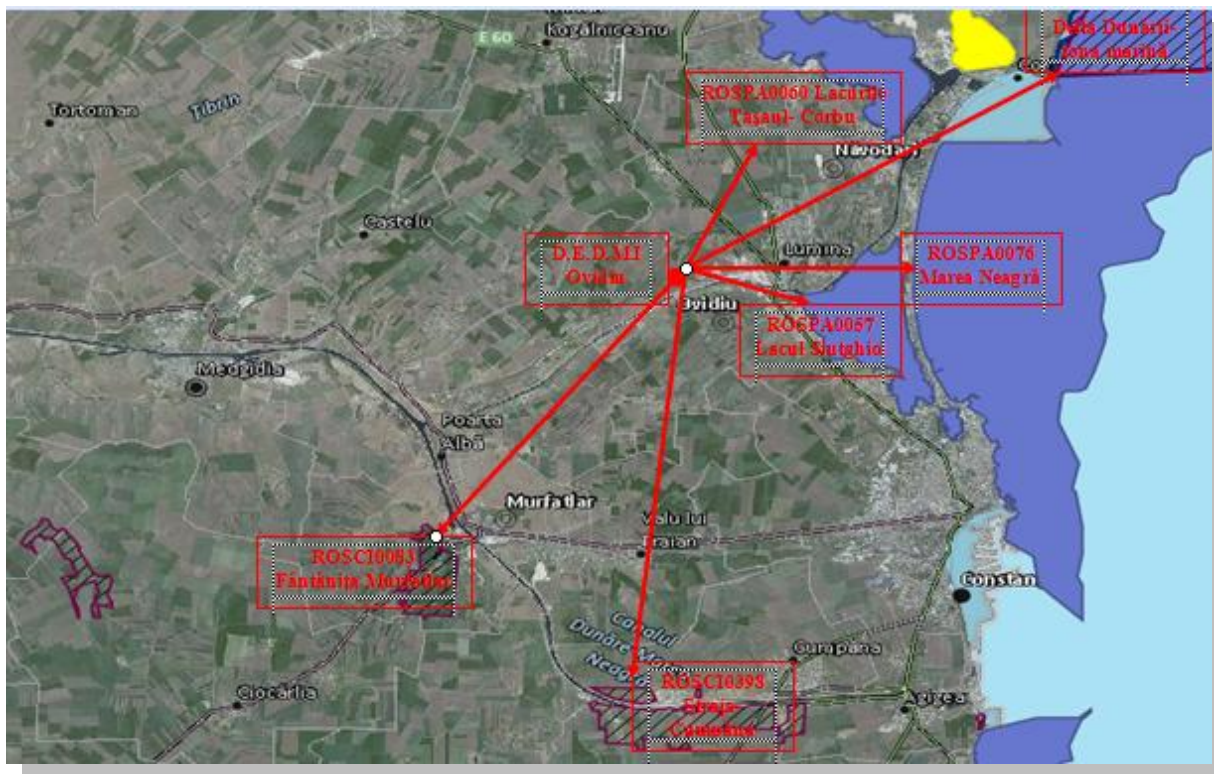 Kogălniceanu
E 60
Delta Dunării-
zona marină
Tortoman
Tibrin
ROSPA0060 Lacurile
Taşaul- Corbu
Năvodari
Castelu
D.E.D.M.I
Ovidiu
Lumina
ROSPA0076
Marea Neagră
Ovidiu
ROSPA0057
Lacul Siutghiol
Medgidia
Poarta
Albă
Murfatlar
Valu lui
Traian
ROSCI0083
Fântânița Murfatlar
Constan
Canalul
Dunăre-Marea
Neagră
Cumpăna
ROSCI0398
Straja-
Cumpăna
Ciocârlia
Agigea